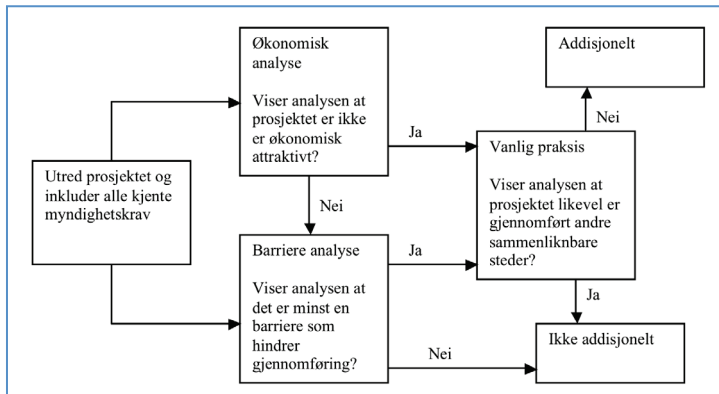 Utred prosjektet og
inkluder alle kjente
myndighetskrav
Økonomisk
analyse
Viser analysen at
prosjektet er ikke
er økonomisk
attraktivt?
Ja
Nei
Barriere analyse
Viser analysen at
det er minst en
barriere som
hindrer
gjennomføring?
Ja
Nei
Vanlig praksis
Viser analysen at
prosjektet likevel er
gjennomført andre
sammenliknbare
steder?
Nei
Ja
Addisjonelt
Ikke addisjonelt